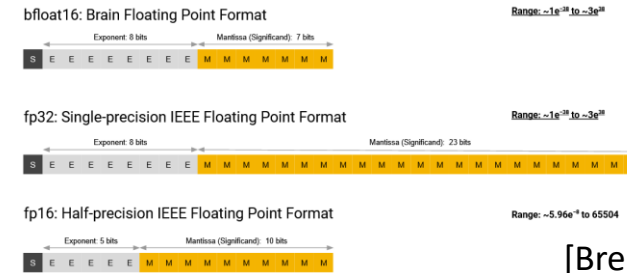 bfloat16: Brain Floating Point Format
Range: ~1e⁻³⁸ to ~3e³⁸
Exponent: 8 bits Mantissa (Significand): 7 bits
S E E E E E E E E M M M M M M M
fp32: Single-precision IEEE Floating Point Format
Range: ~1e⁻³⁸ to ~3e³⁸
Exponent: 8 bits Mantissa (Significand): 23 bits
S E E E E E E E E M M M M M M M M M M M M M M M M M M M M M M
fp16: Half-precision IEEE Floating Point Format
Range: ~5.96e⁻⁸ to 65504
Exponent: 5 bits Mantissa (Significand): 10 bits
S E E E E E M M M M M M M M M M
[Bre